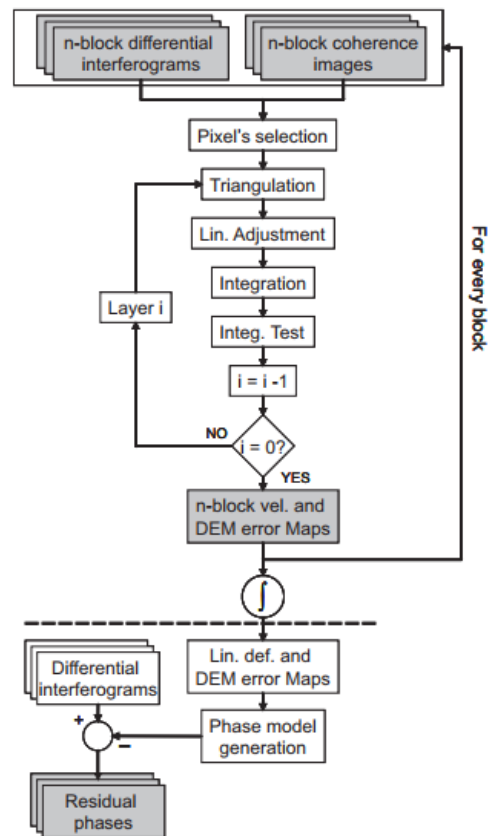 n-block differential
interferograms
n-block coherence
images
Pixel's selection
Triangulation
Lin. Adjustment
Integration
Layer i
Integ. Test
i = i -1
NO
i = 0?
YES
n-block vel. and
DEM error Maps
For every block
∫
Differential
interferograms
Lin. def. and
DEM error Maps
+
−
Phase model
generation
Residual
phases